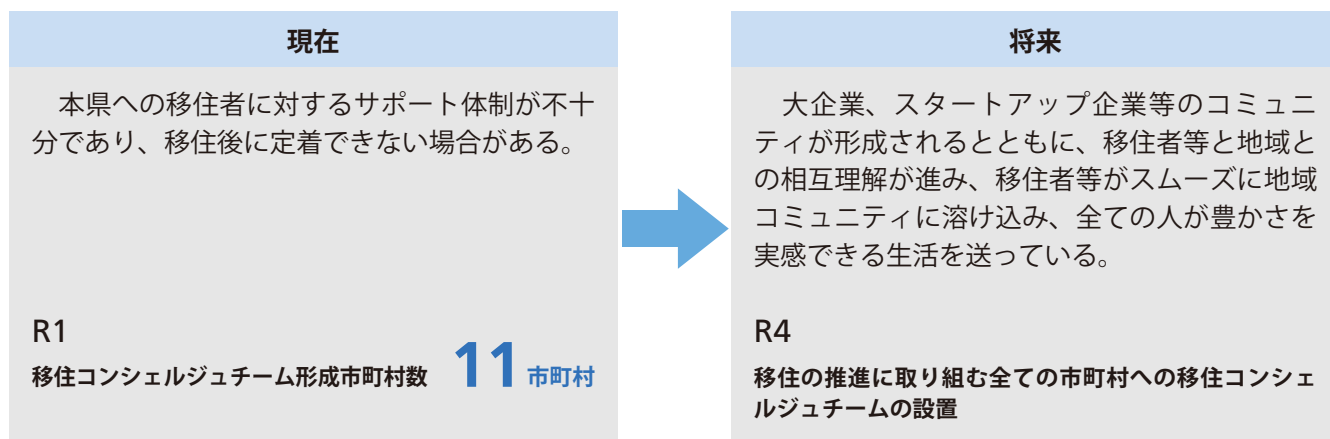 現在
本県への移住者に対するサポート体制が不十
分であり、移住後に定着できない場合がある。
R1
移住コンシェルジュチーム形成市町村数 11 市町村
将来
大企業、スタートアップ企業等のコミュニ
ティが形成されるとともに、移住者等と地域と
の相互理解が進み、移住者等がスムーズに地域
コミュニティに溶け込み、全ての人が豊かさを
実感できる生活を送っている。
R4
移住の推進に取り組む全ての市町村への移住コンシェ
ルジュチームの設置